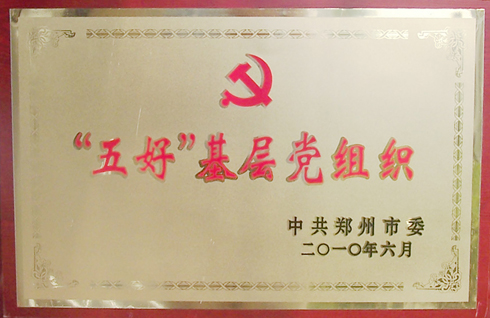 “五好”基层党组织
中共郑州市委
二〇一〇年六月